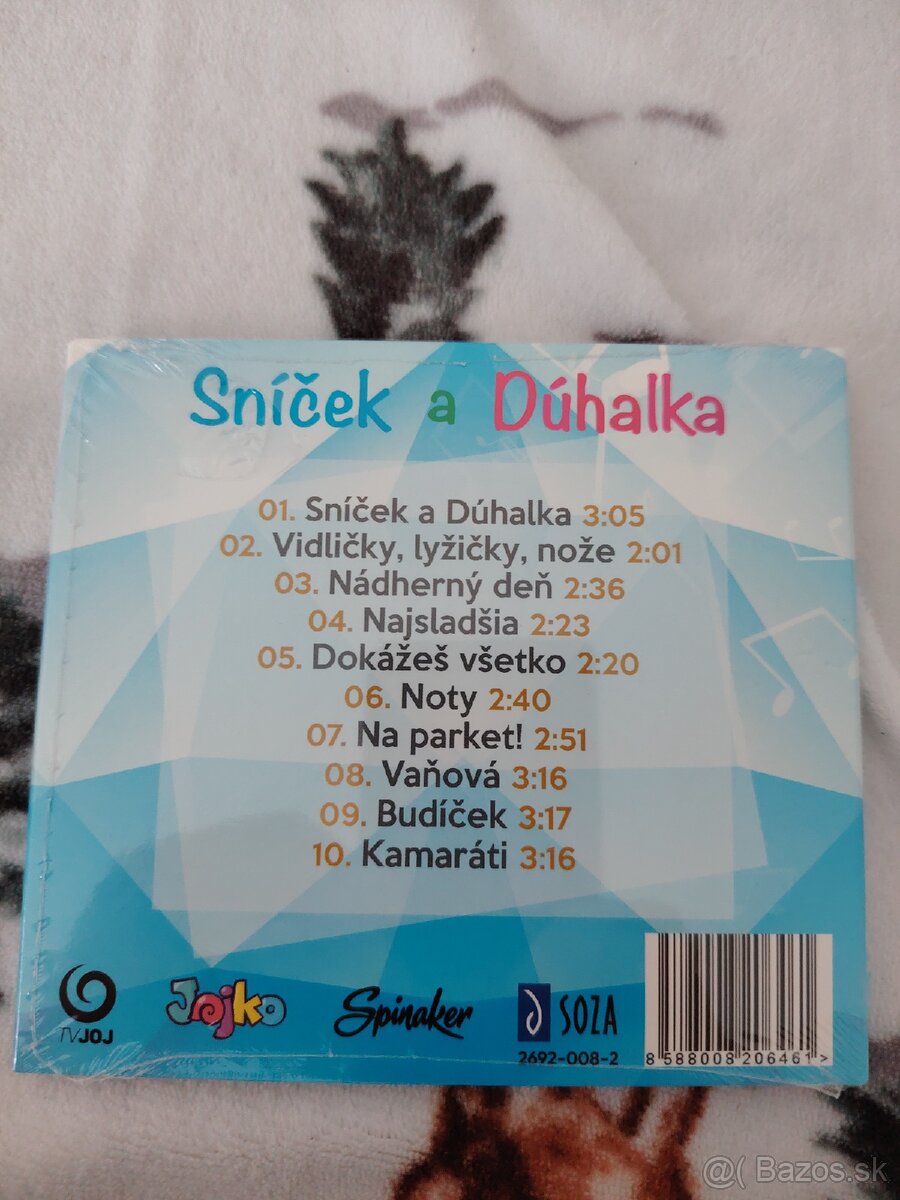 Sníček a Dúhalka
01. Sníček a Dúhalka 3:05
02. Vidličky, lyžičky, nože 2:01
03. Nádherný deň 2:36
04. Najsladšia 2:23
05. Dokážeš všetko 2:20
06. Noty 2:40
07. Na parket! 2:51
08. Vaňová 3:16
09. Budíček 3:17
10. Kamaráti 3:16
TVJOJ
Jojko
Spinaker
SOZA
2692-008-2
8 588008 206461 >
@( Bazos.sk